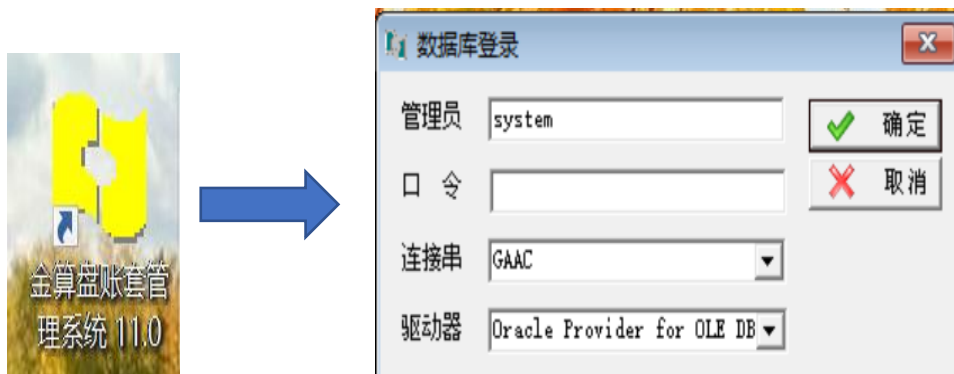 金算盘账套管
理系统 11.0
数据库登录
管理员
system
确定
口 令
取消
连接串
GAAC
驱动器
Oracle Provider for OLE DB